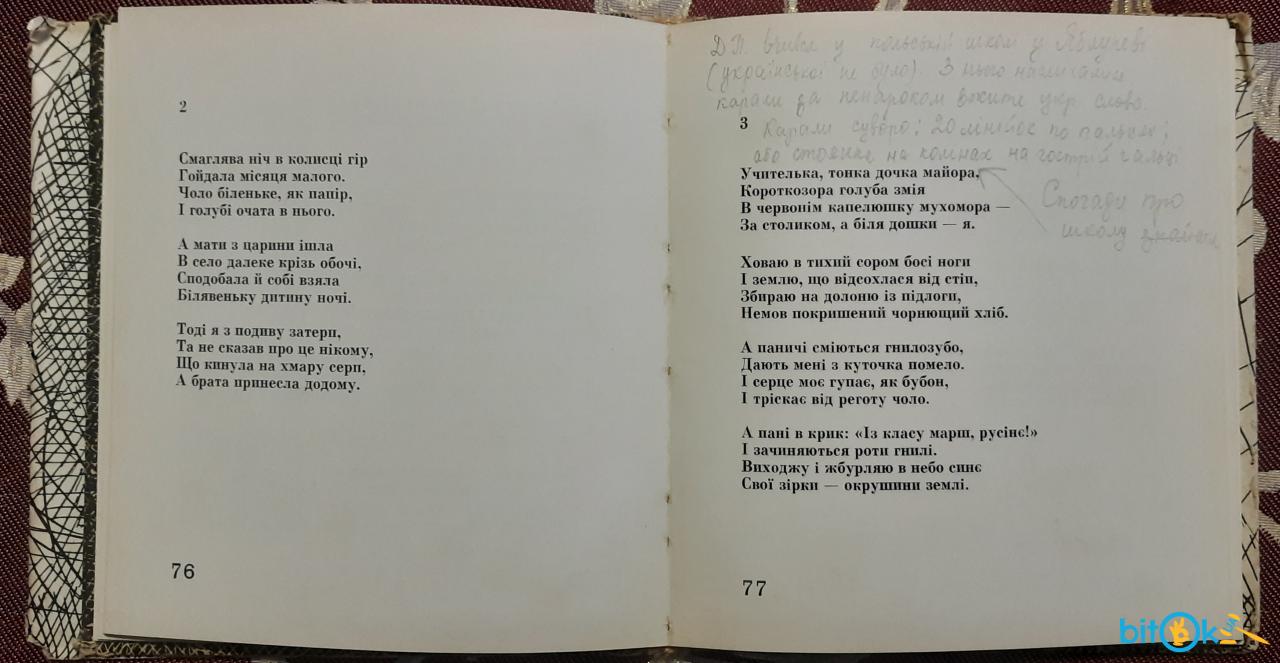 2
Смаглява ніч в колисці гір
Гойдала місяця малого.
Чоло біленьке, як папір,
І голубі очата в нього.
А мати з царини ішла
В село далеке крізь обочі,
Сподобала й собі взяла
Білявеньку дитину ночі.
Тоді я з подиву затерп,
Та не сказав про це нікому,
Що кинула на хмару серп,
А брата принесла додому.
76
Д.П. вчився у польській школі у Яблуневі
(української не було). З нього насміхались
карали за ненароком вжите укр. слово.
3
Карали суворо: 20 лінійок по пальцях;
або стоянка на колінах на гострій гальці
Учителька, тонка дочка майора,
Короткозора голуба змія
В червонім капелюшку мухомора —
За столиком, а біля дошки — я.
Спогади про
школу
Ховаю в тихий сором босі ноги
І землю, що відсохлася від стіп,
Збираю на долоню із підлоги,
Немов покришений чорнющий хліб.
А паничі сміються гнилозубо,
Дають мені з куточка помело.
І серце моє гупає, як бубон,
І тріскає від реготу чоло.
А пані в крик: «Із класу марш, русінє!»
І зачиняються роти гнилі.
Виходжу і жбурляю в небо синє
Свої зірки — окрушини землі.
77
bitOk